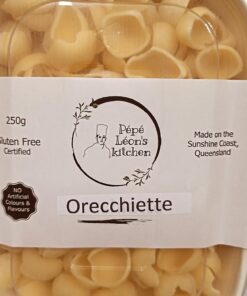 250g
Gluten Free
Certified
Pépé
Léon's
kitchen
Made on the
Sunshine Coast,
Queensland
NO
Artificial
Colours &
Flavours
Orecchiette